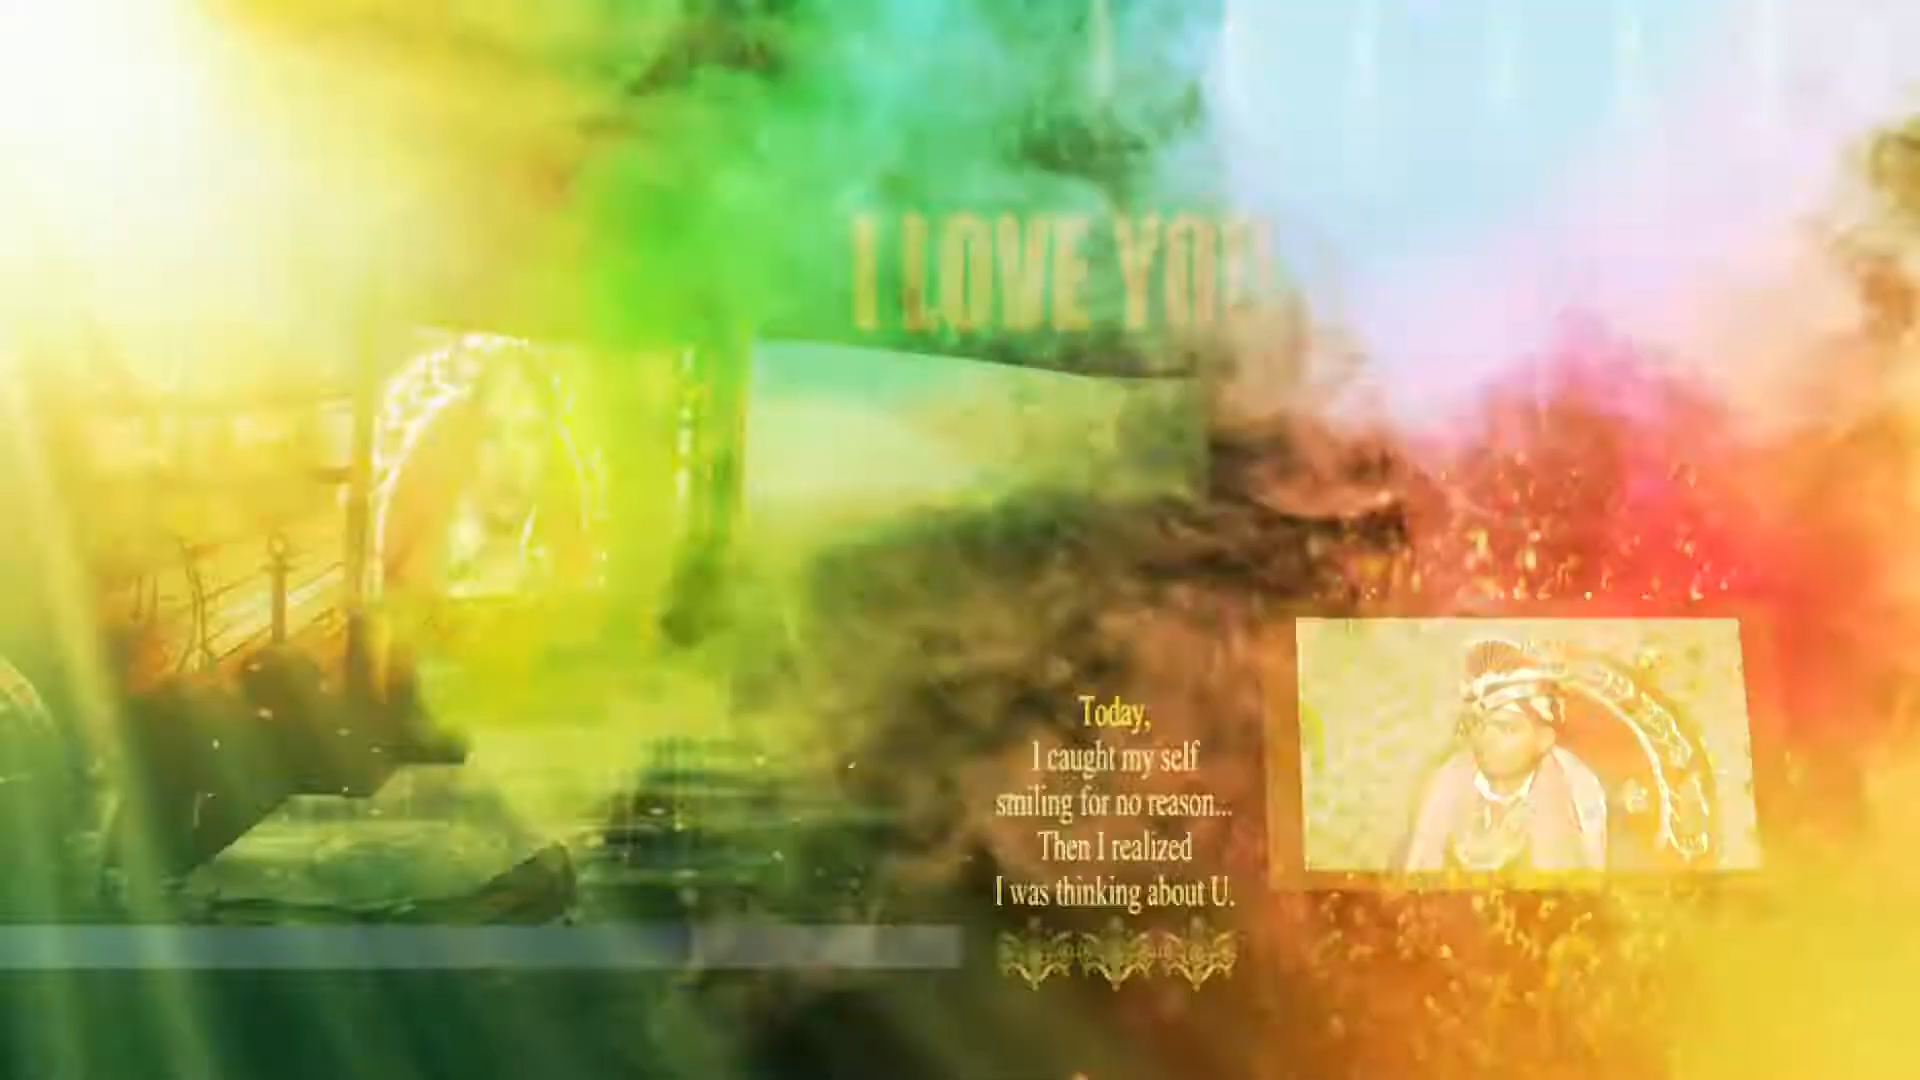 I LOVE YOU
Today,
I caught my self
smiling for no reason...
Then I realized
I was thinking about U.